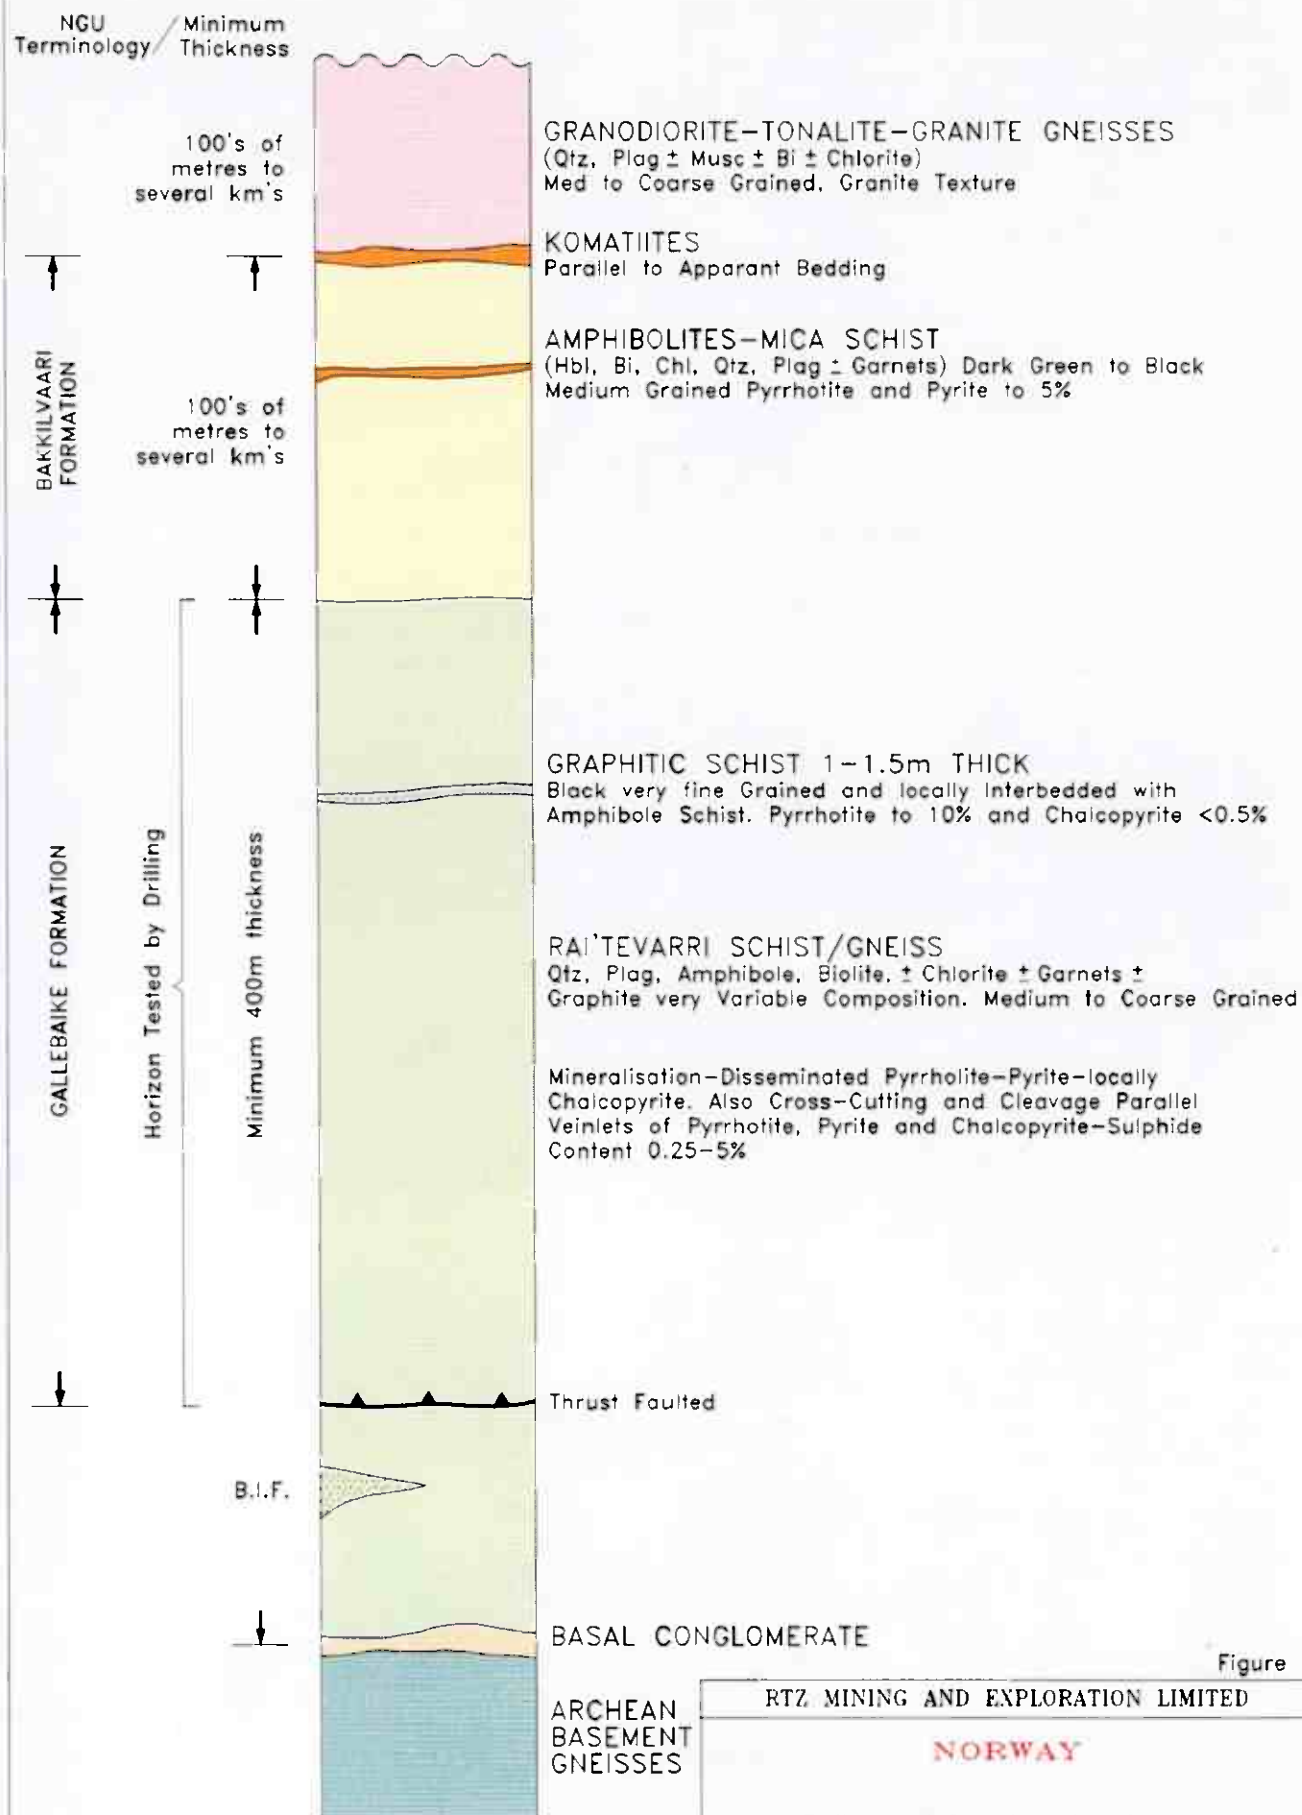 NGU / Minimum
Terminology / Thickness
100's of
metres to
several km's
GRANODIORITE-TONALITE-GRANITE GNEISSES
(Qtz, Plag ± Musc ± Bi ± Chlorite)
Med to Coarse Grained, Granite Texture
KOMATIITES
Parallel to Apparant Bedding
AMPHIBOLITES-MICA SCHIST
(Hbl, Bi, Chl, Qtz, Plag ± Garnets) Dark Green to Black
Medium Grained Pyrrhotite and Pyrite to 5%
BAKKILVAARI
FORMATION
100's of
metres to
several km's
GRAPHITIC SCHIST 1-1.5m THICK
Black very fine Grained and locally Interbedded with
Amphibole Schist. Pyrrhotite to 10% and Chalcopyrite <0.5%
GALLEBAIKE FORMATION
Horizon Tested by Drilling
Minimum 400m thickness
RAI'TEVARRI SCHIST/GNEISS
Qtz, Plag, Amphibole, Biolite, ± Chlorite ± Garnets ±
Graphite very Variable Composition. Medium to Coarse Grained
Mineralisation-Disseminated Pyrrholite-Pyrite-locally
Chalcopyrite. Also Cross-Cutting and Cleavage Parallel
Veinlets of Pyrrhotite, Pyrite and Chalcopyrite-Sulphide
Content 0.25-5%
Thrust Faulted
B.I.F.
BASAL CONGLOMERATE
ARCHEAN
BASEMENT
GNEISSES
Figure
RTZ MINING AND EXPLORATION LIMITED
NORWAY